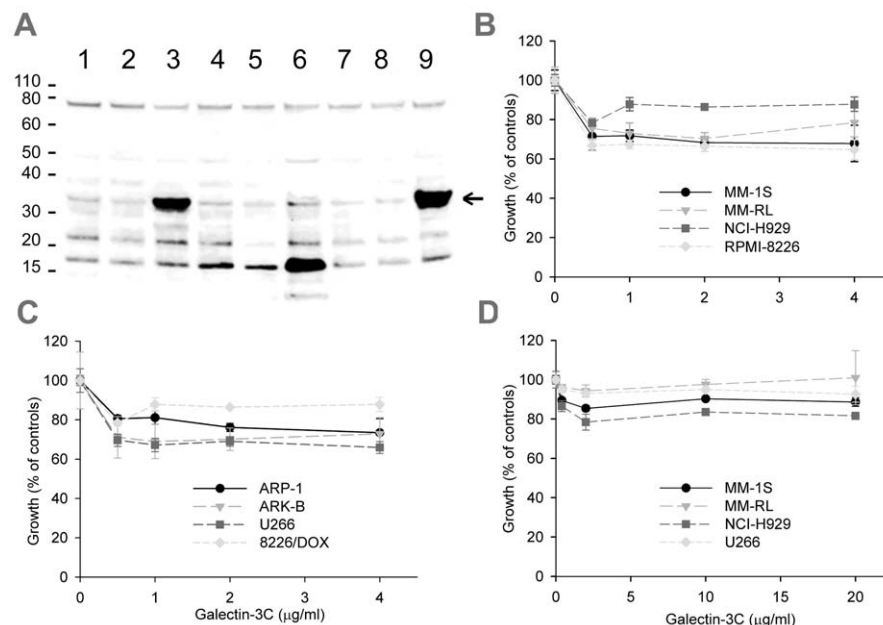 A
1 2 3 4 5 6 7 8 9
110
80
60
50
40
30
20
15
B
Growth (% of controls)
120
100
80
60
40
20
0
0 1 2 3 4
MM-1S
MM-RL
NCI-H929
RPMI-8226
C
Growth (% of controls)
120
100
80
60
40
20
0
0 1 2 3 4
Galectin-3C (µg/ml)
ARP-1
ARK-B
U266
8226/DOX
D
Growth (% of controls)
120
100
80
60
40
20
0
0 5 10 15 20
Galectin-3C (µg/ml)
MM-1S
MM-RL
NCI-H929
U266